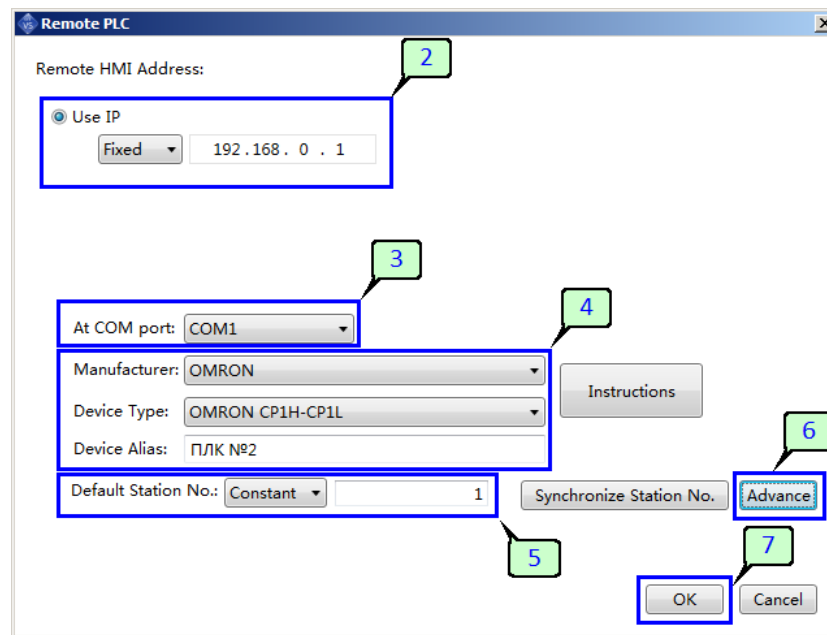 Remote PLC
Remote HMI Address:
2
Use IP
Fixed 192.168. 0 . 1
3
At COM port: COM1
4
Manufacturer: OMRON
Instructions
Device Type: OMRON CP1H-CP1L
Device Alias: ПЛК №2
6
Default Station No.: Constant 1 Synchronize Station No. Advance
5
7
OK Cancel